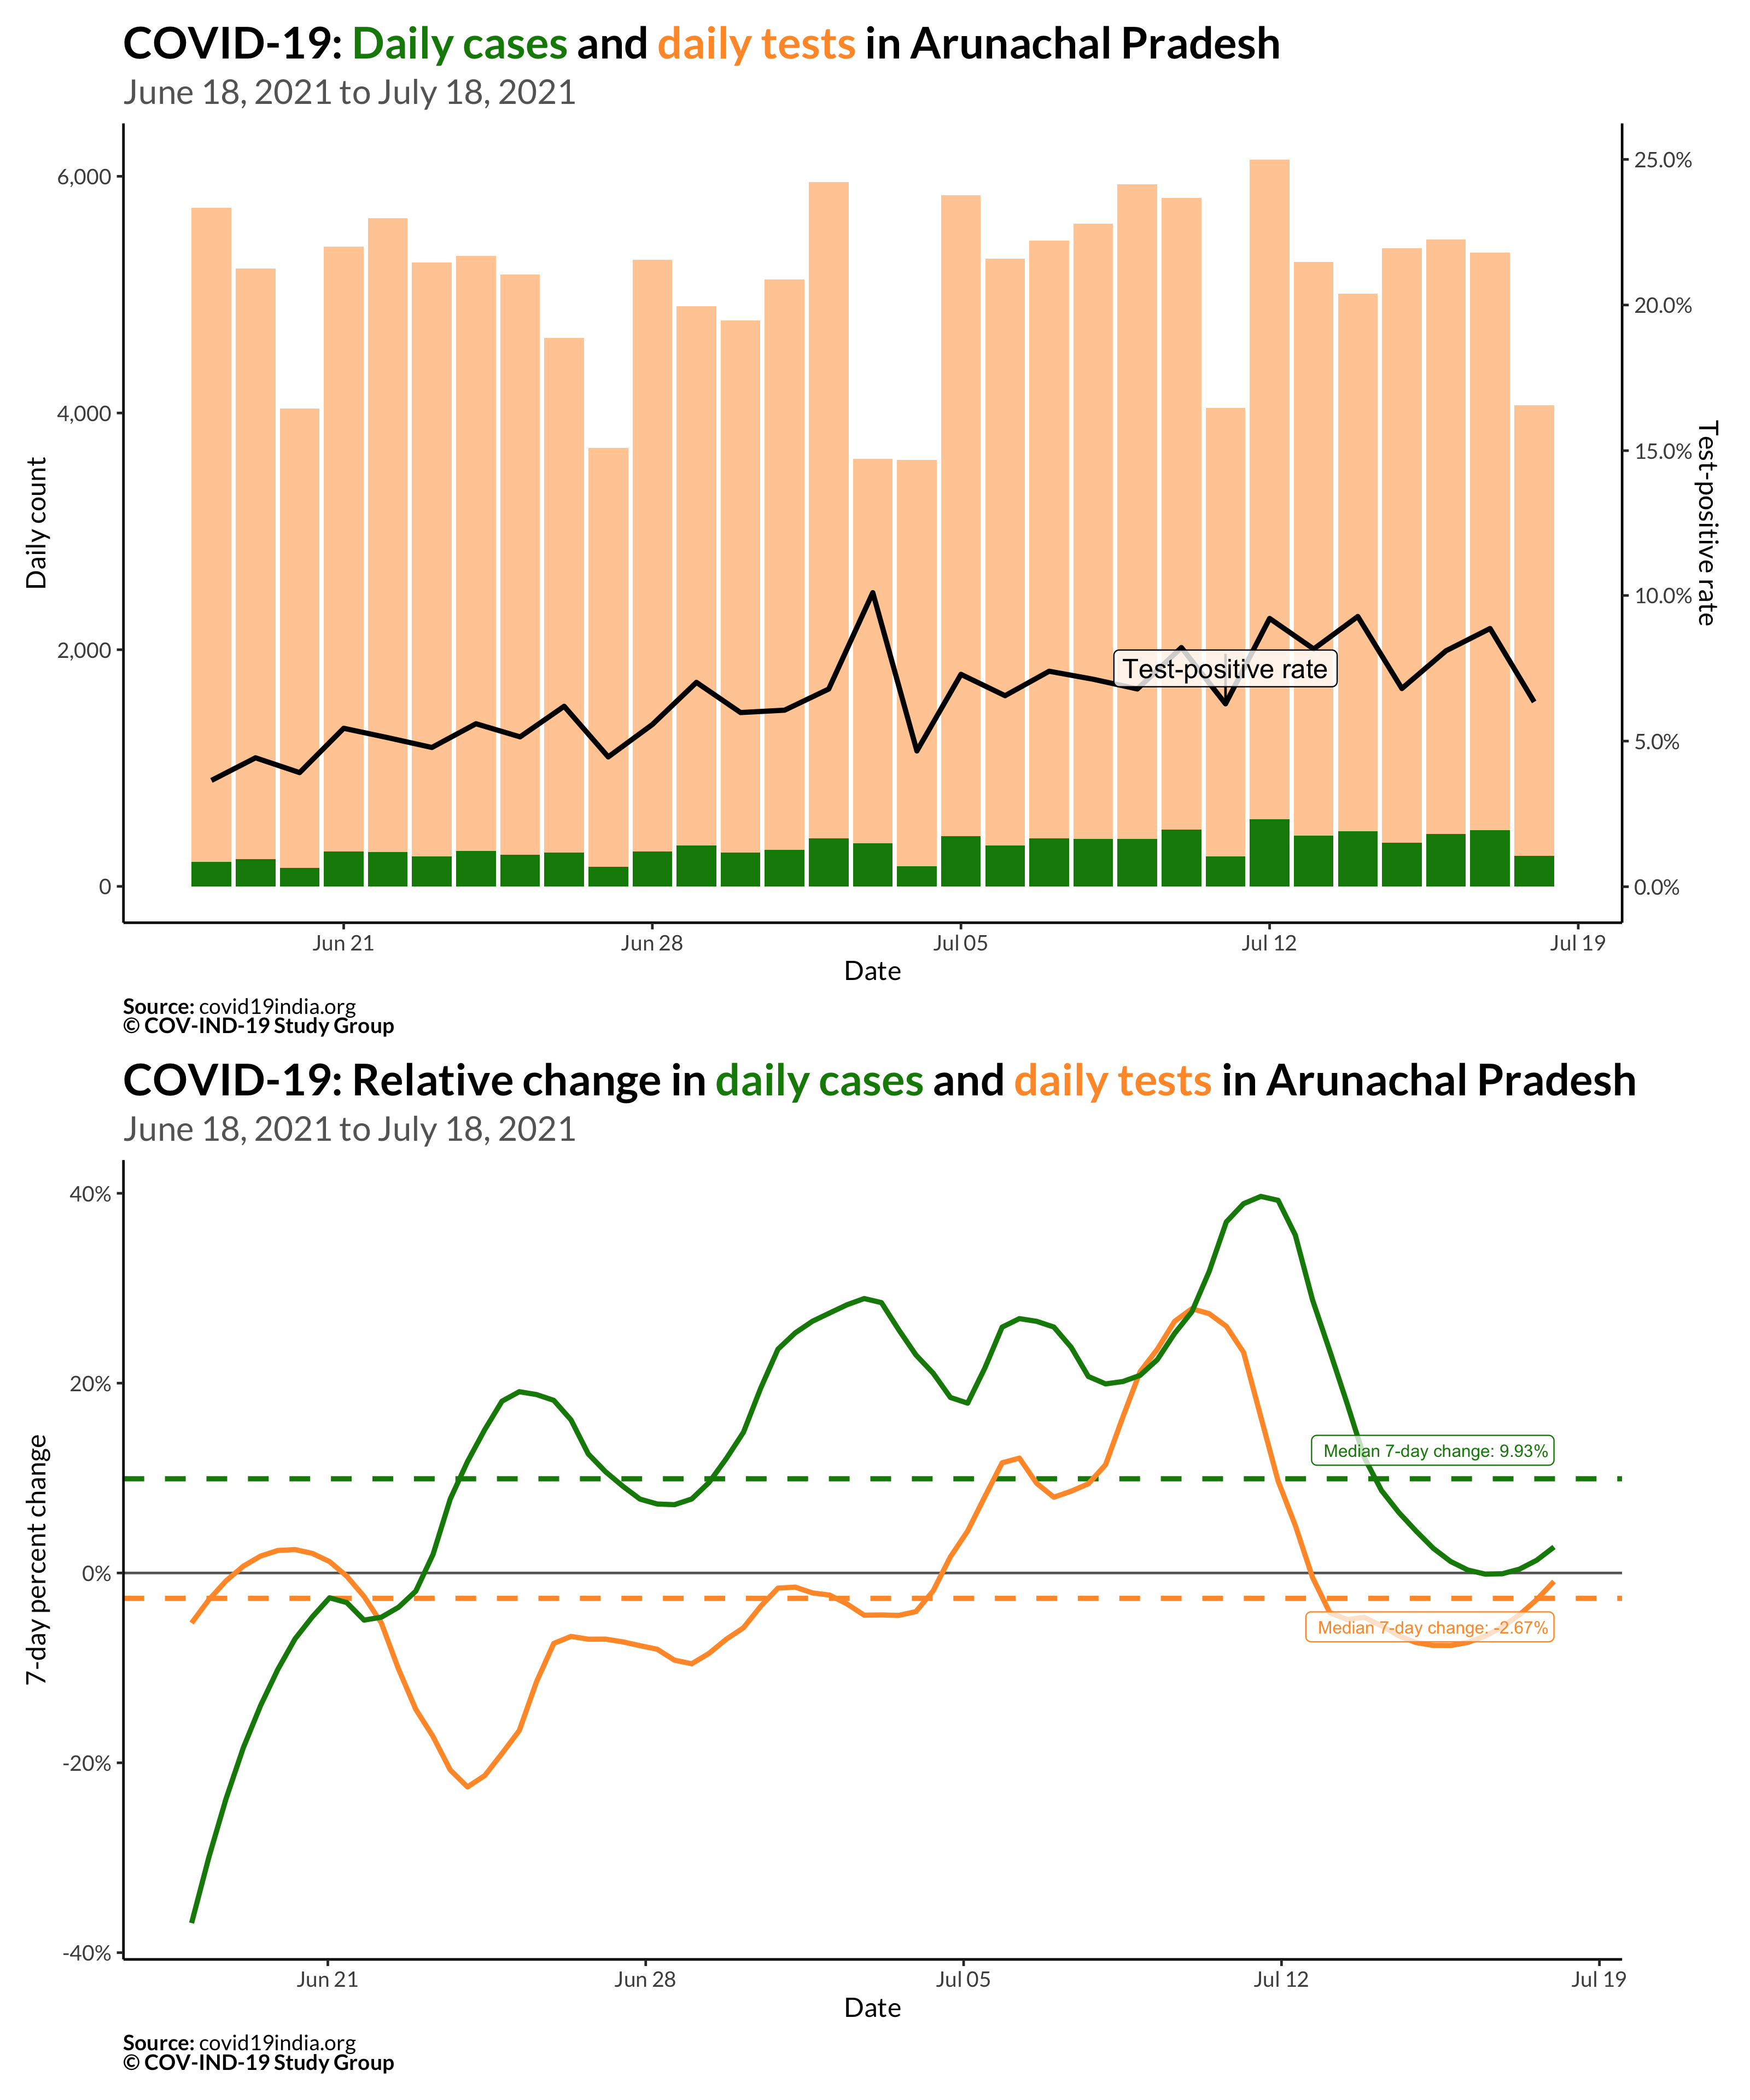 COVID-19: Daily cases and daily tests in Arunachal Pradesh
June 18, 2021 to July 18, 2021
6,000
4,000
2,000
0
Daily count
25.0%
20.0%
15.0%
10.0%
5.0%
0.0%
Test-positive rate
Test-positive rate
Jun 21
Jun 28
Jul 05
Jul 12
Jul 19
Date
Source: covid19india.org
© COV-IND-19 Study Group
COVID-19: Relative change in daily cases and daily tests in Arunachal Pradesh
June 18, 2021 to July 18, 2021
40%
20%
0%
-20%
-40%
7-day percent change
Median 7-day change: 9.93%
Median 7-day change: -2.67%
Jun 21
Jun 28
Jul 05
Jul 12
Jul 19
Date
Source: covid19india.org
© COV-IND-19 Study Group